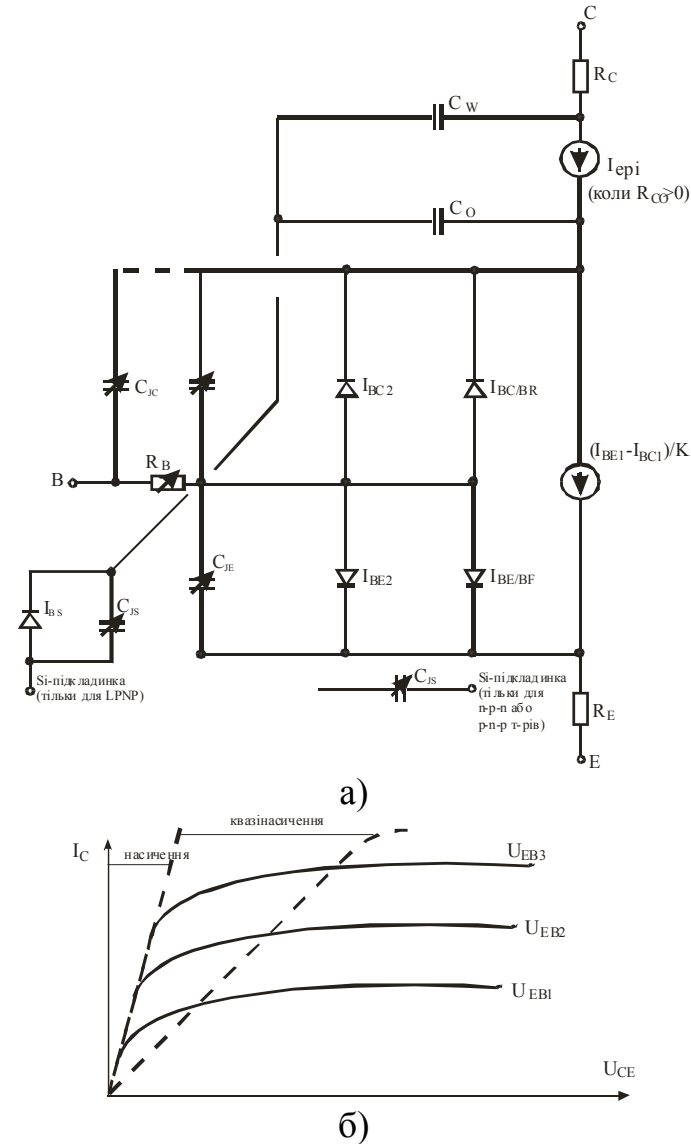 C
R_C
C_W
I_epi
(коли R_CO>0)
C_O
C_JC
I_BC2
I_BC/BR
R_B
B
(I_BE1-I_BC1)/K
C_JE
I_BE2
I_BE/BF
I_BS
C_JS
Si-підкладинка
(тільки для LPNP)
C_JS
Si-підкладинка
(тільки для
n-p-n або
p-n-p т-рів)
R_E
E
а)
квазінасичення
I_C
насичення
U_EB3
U_EB2
U_EB1
U_CE
б)